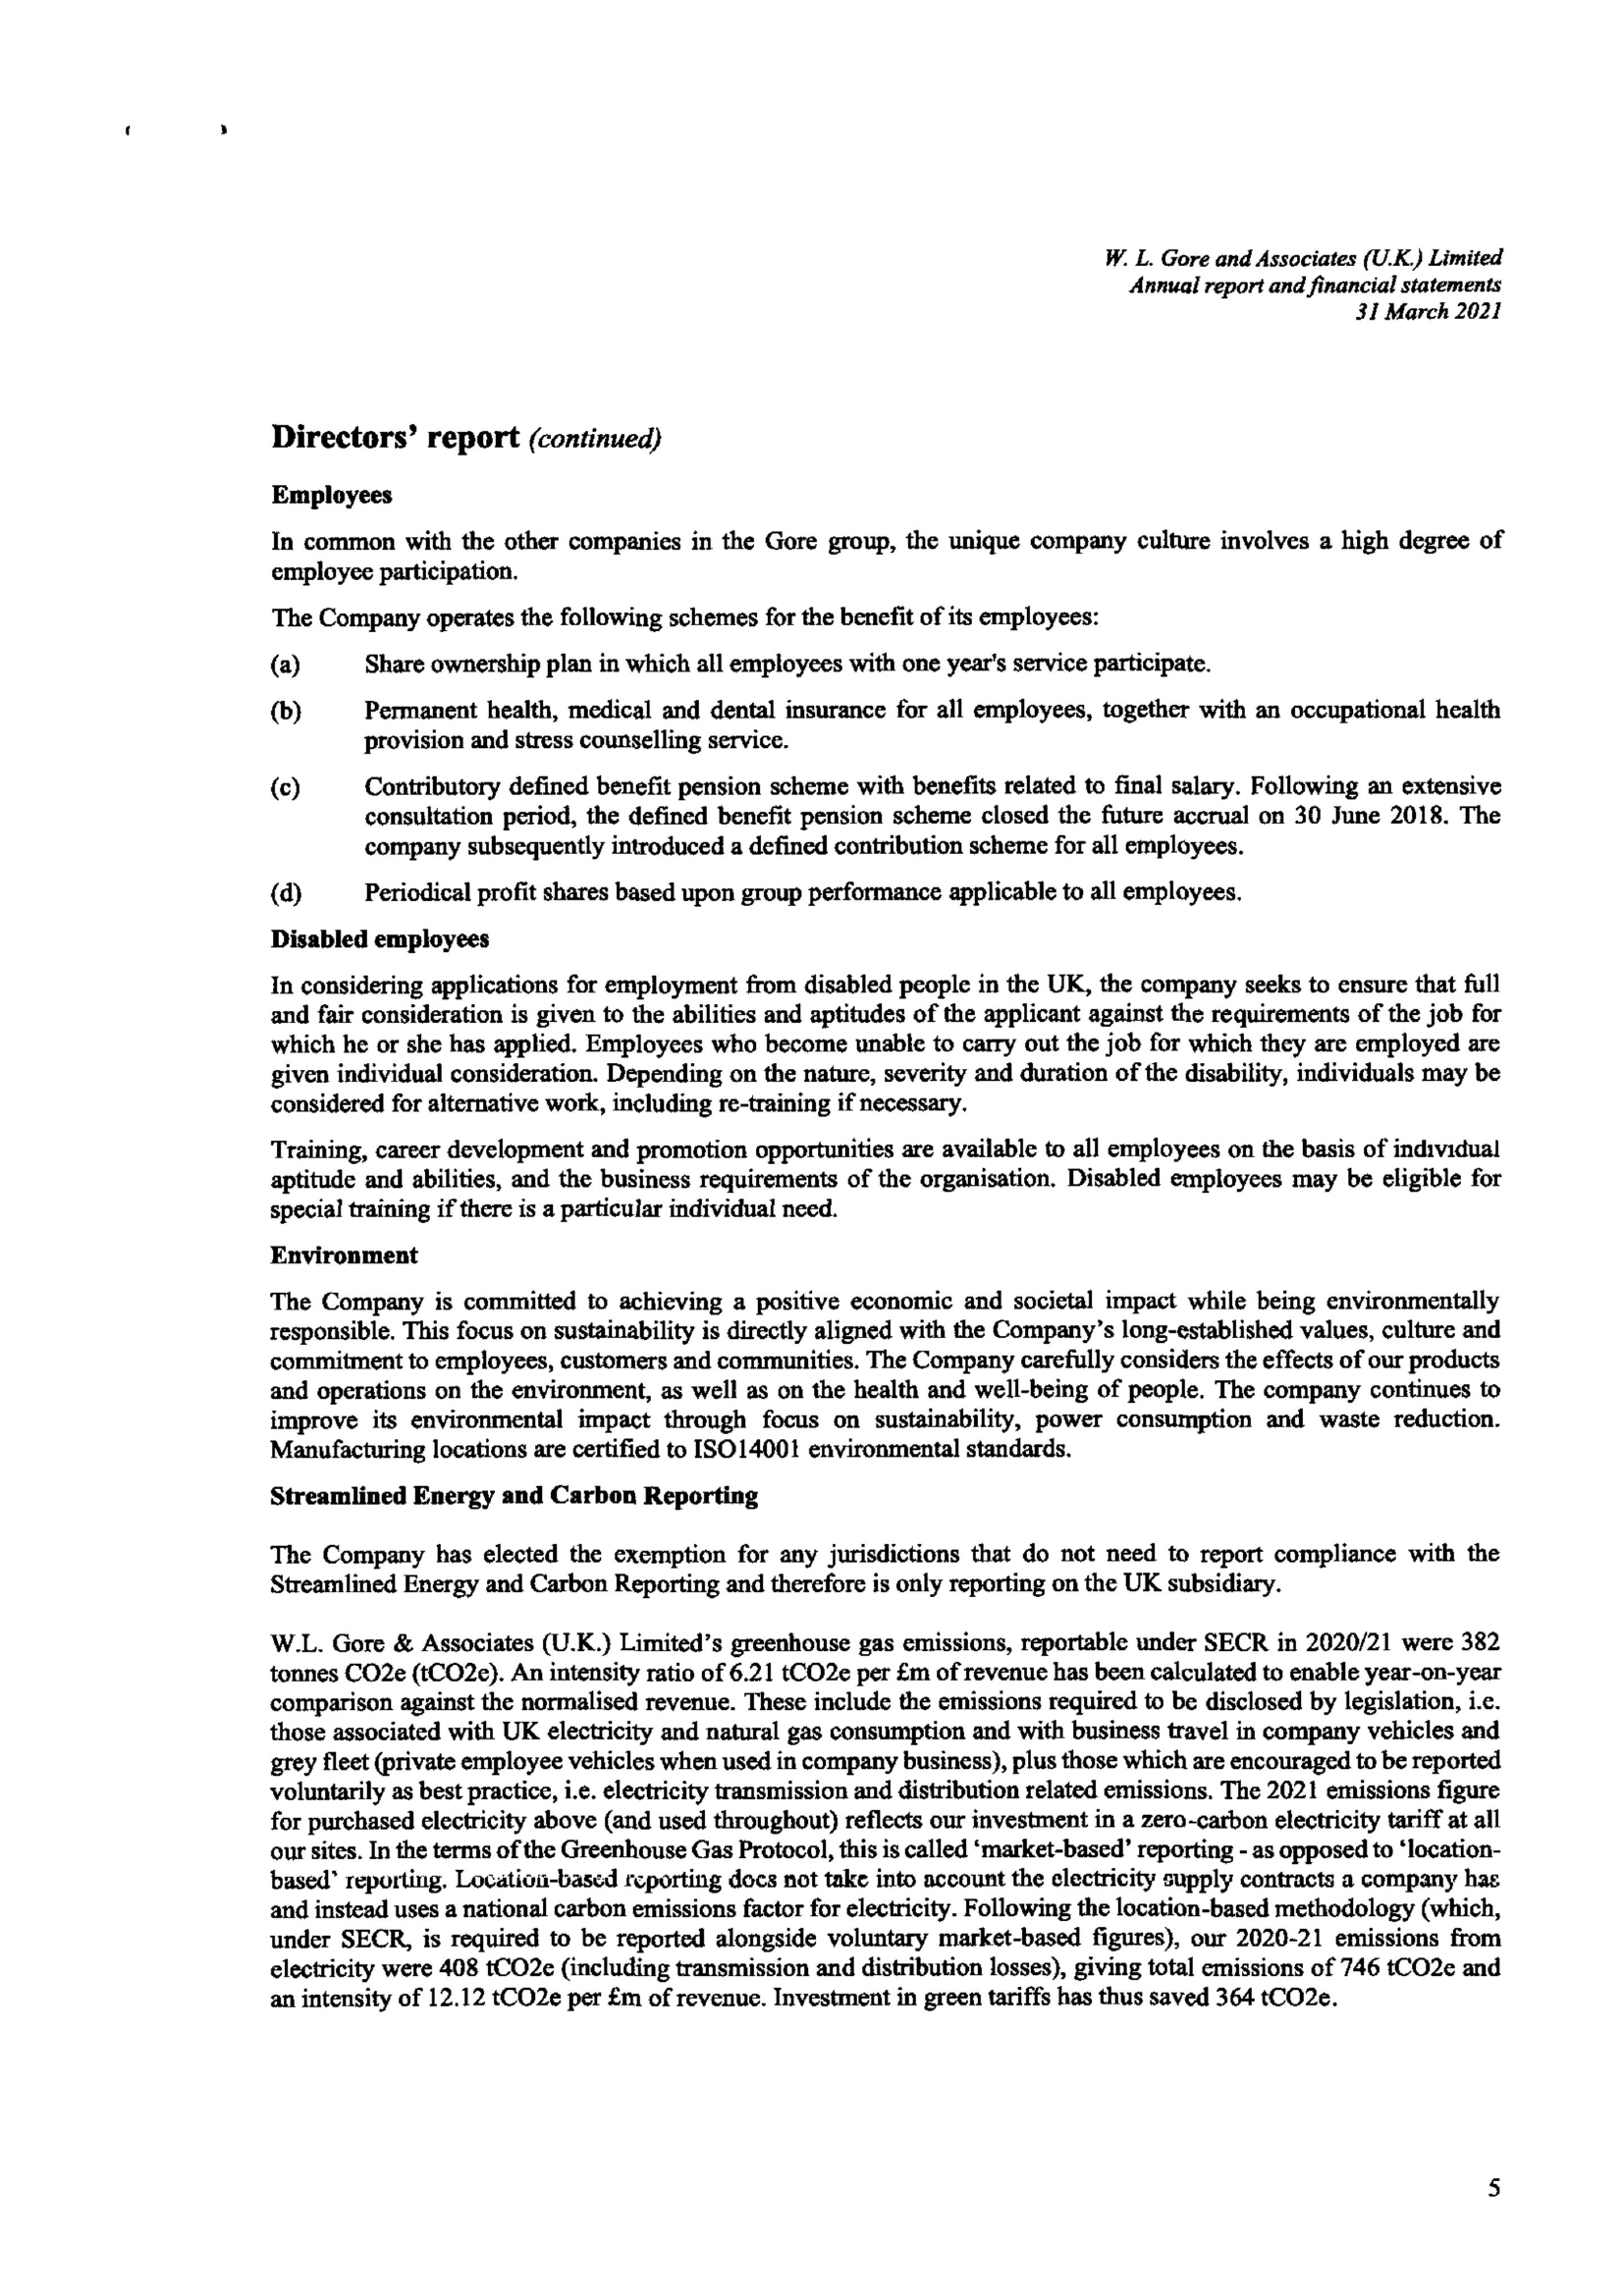 W. L. Gore and Associates (U.K.) Limited
Annual report and financial statements
31 March 2021
Directors' report (continued)
Employees
In common with the other companies in the Gore group, the unique company culture involves a high degree of
employee participation.
The Company operates the following schemes for the benefit of its employees:
(a) Share ownership plan in which all employees with one year's service participate.
(b) Permanent health, medical and dental insurance for all employees, together with an occupational health
provision and stress counselling service.
(c) Contributory defined benefit pension scheme with benefits related to final salary. Following an extensive
consultation period, the defined benefit pension scheme closed the future accrual on 30 June 2018. The
company subsequently introduced a defined contribution scheme for all employees.
(d) Periodical profit shares based upon group performance applicable to all employees.
Disabled employees
In considering applications for employment from disabled people in the UK, the company seeks to ensure that full
and fair consideration is given to the abilities and aptitudes of the applicant against the requirements of the job for
which he or she has applied. Employees who become unable to carry out the job for which they are employed are
given individual consideration. Depending on the nature, severity and duration of the disability, individuals may be
considered for alternative work, including re-training if necessary.
Training, career development and promotion opportunities are available to all employees on the basis of individual
aptitude and abilities, and the business requirements of the organisation. Disabled employees may be eligible for
special training if there is a particular individual need.
Environment
The Company is committed to achieving a positive economic and societal impact while being environmentally
responsible. This focus on sustainability is directly aligned with the Company's long-established values, culture and
commitment to employees, customers and communities. The Company carefully considers the effects of our products
and operations on the environment, as well as on the health and well-being of people. The company continues to
improve its environmental impact through focus on sustainability, power consumption and waste reduction.
Manufacturing locations are certified to ISO14001 environmental standards.
Streamlined Energy and Carbon Reporting
The Company has elected the exemption for any jurisdictions that do not need to report compliance with the
Streamlined Energy and Carbon Reporting and therefore is only reporting on the UK subsidiary.
W.L. Gore & Associates (U.K.) Limited's greenhouse gas emissions, reportable under SECR in 2020/21 were 382
tonnes CO2e (tCO2e). An intensity ratio of 6.21 tCO2e per £m of revenue has been calculated to enable year-on-year
comparison against the normalised revenue. These include the emissions required to be disclosed by legislation, i.e.
those associated with UK electricity and natural gas consumption and with business travel in company vehicles and
grey fleet (private employee vehicles when used in company business), plus those which are encouraged to be reported
voluntarily as best practice, i.e. electricity transmission and distribution related emissions. The 2021 emissions figure
for purchased electricity above (and used throughout) reflects our investment in a zero-carbon electricity tariff at all
our sites. In the terms of the Greenhouse Gas Protocol, this is called 'market-based' reporting - as opposed to 'location-
based' reporting. Location-based reporting does not take into account the electricity supply contracts a company has
and instead uses a national carbon emissions factor for electricity. Following the location-based methodology (which,
under SECR, is required to be reported alongside voluntary market-based figures), our 2020-21 emissions from
electricity were 408 tCO2e (including transmission and distribution losses), giving total emissions of 746 tCO2e and
an intensity of 12.12 tCO2e per £m of revenue. Investment in green tariffs has thus saved 364 tCO2e.
5